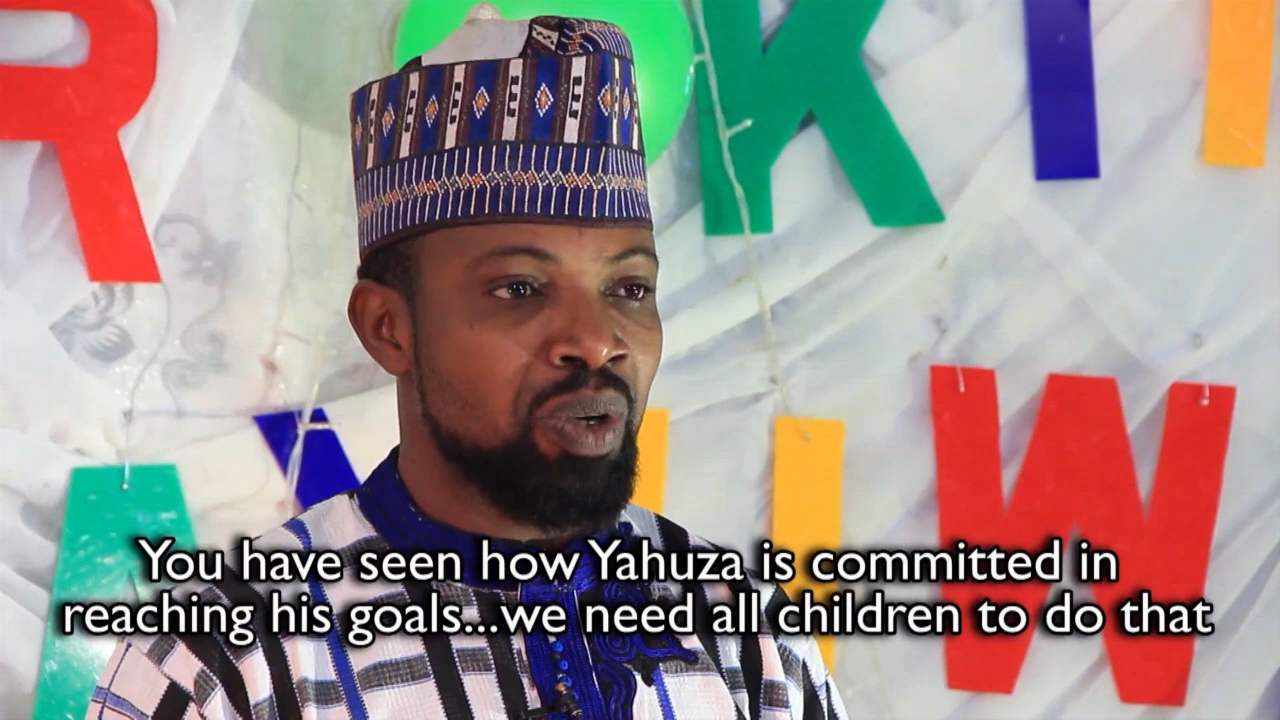 R K I
A W
You have seen how Yahuza is committed in
reaching his goals...we need all children to do that